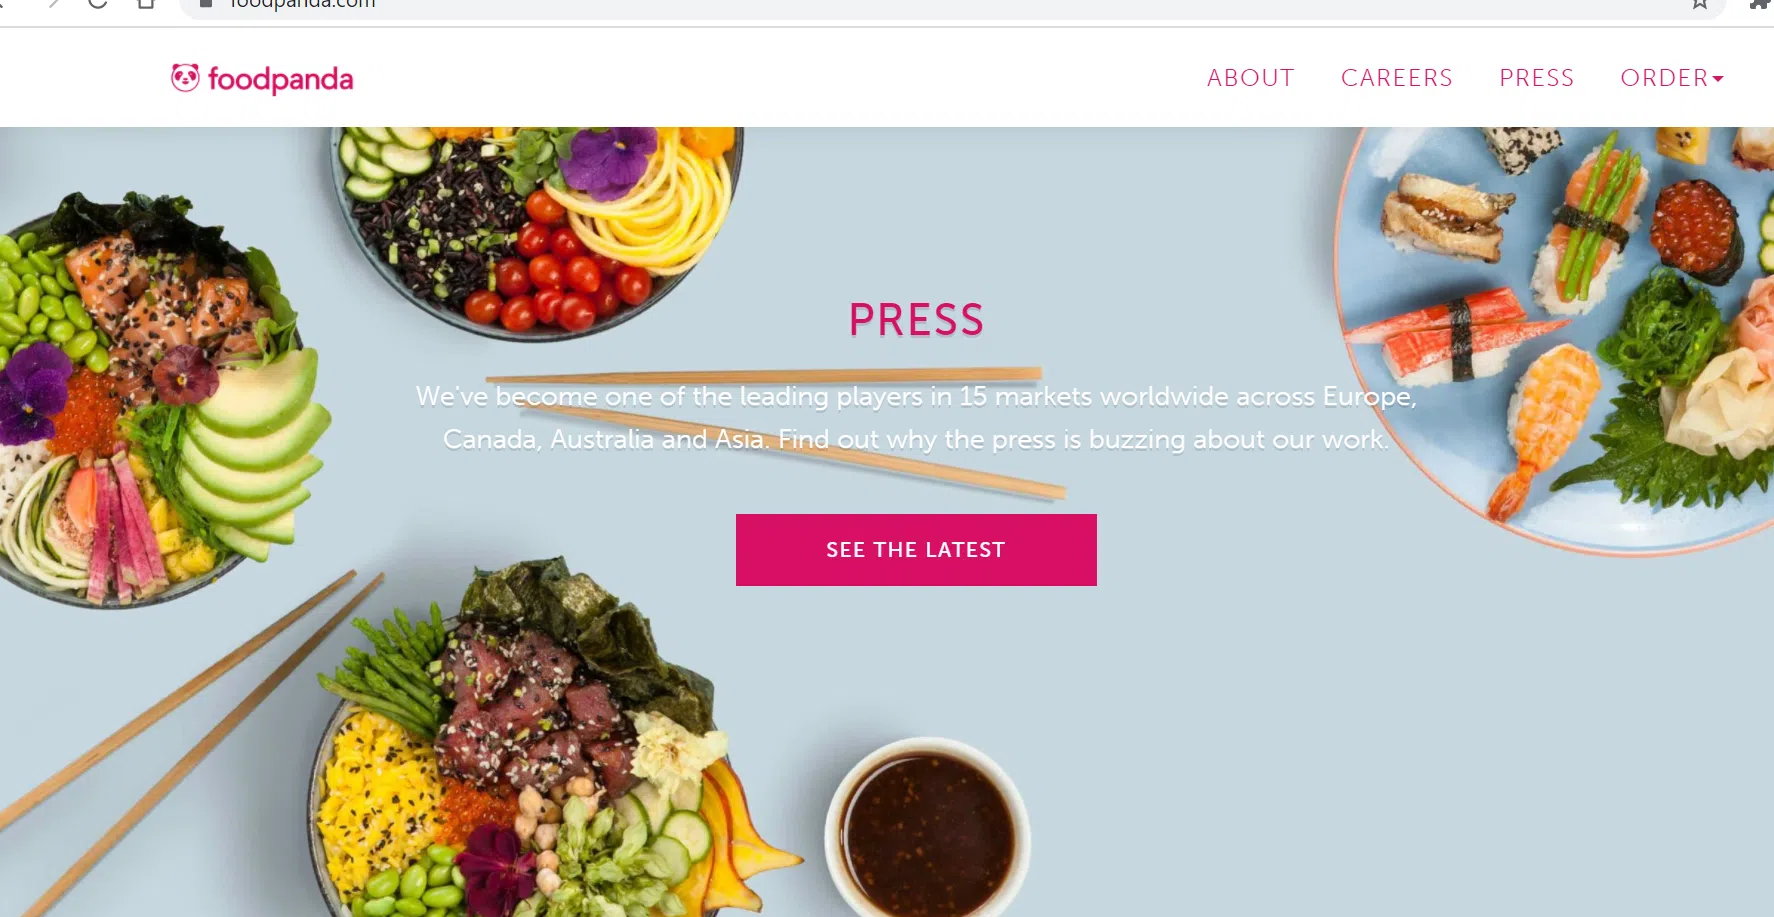 foodpanda.com
foodpanda
ABOUT CAREERS PRESS ORDER
PRESS
We've become one of the leading players in 15 markets worldwide across Europe,
Canada, Australia and Asia. Find out why the press is buzzing about our work.
SEE THE LATEST